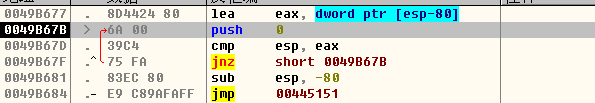 0049B677 . 8D4424 80 lea eax, dword ptr [esp-80]
0049B67B > 6A 00 push 0
0049B67D . 39C4 cmp esp, eax
0049B67F .^ 75 FA jnz short 0049B67B
0049B681 . 83EC 80 sub esp, -80
0049B684 .- E9 C89AFAFF jmp 00445151